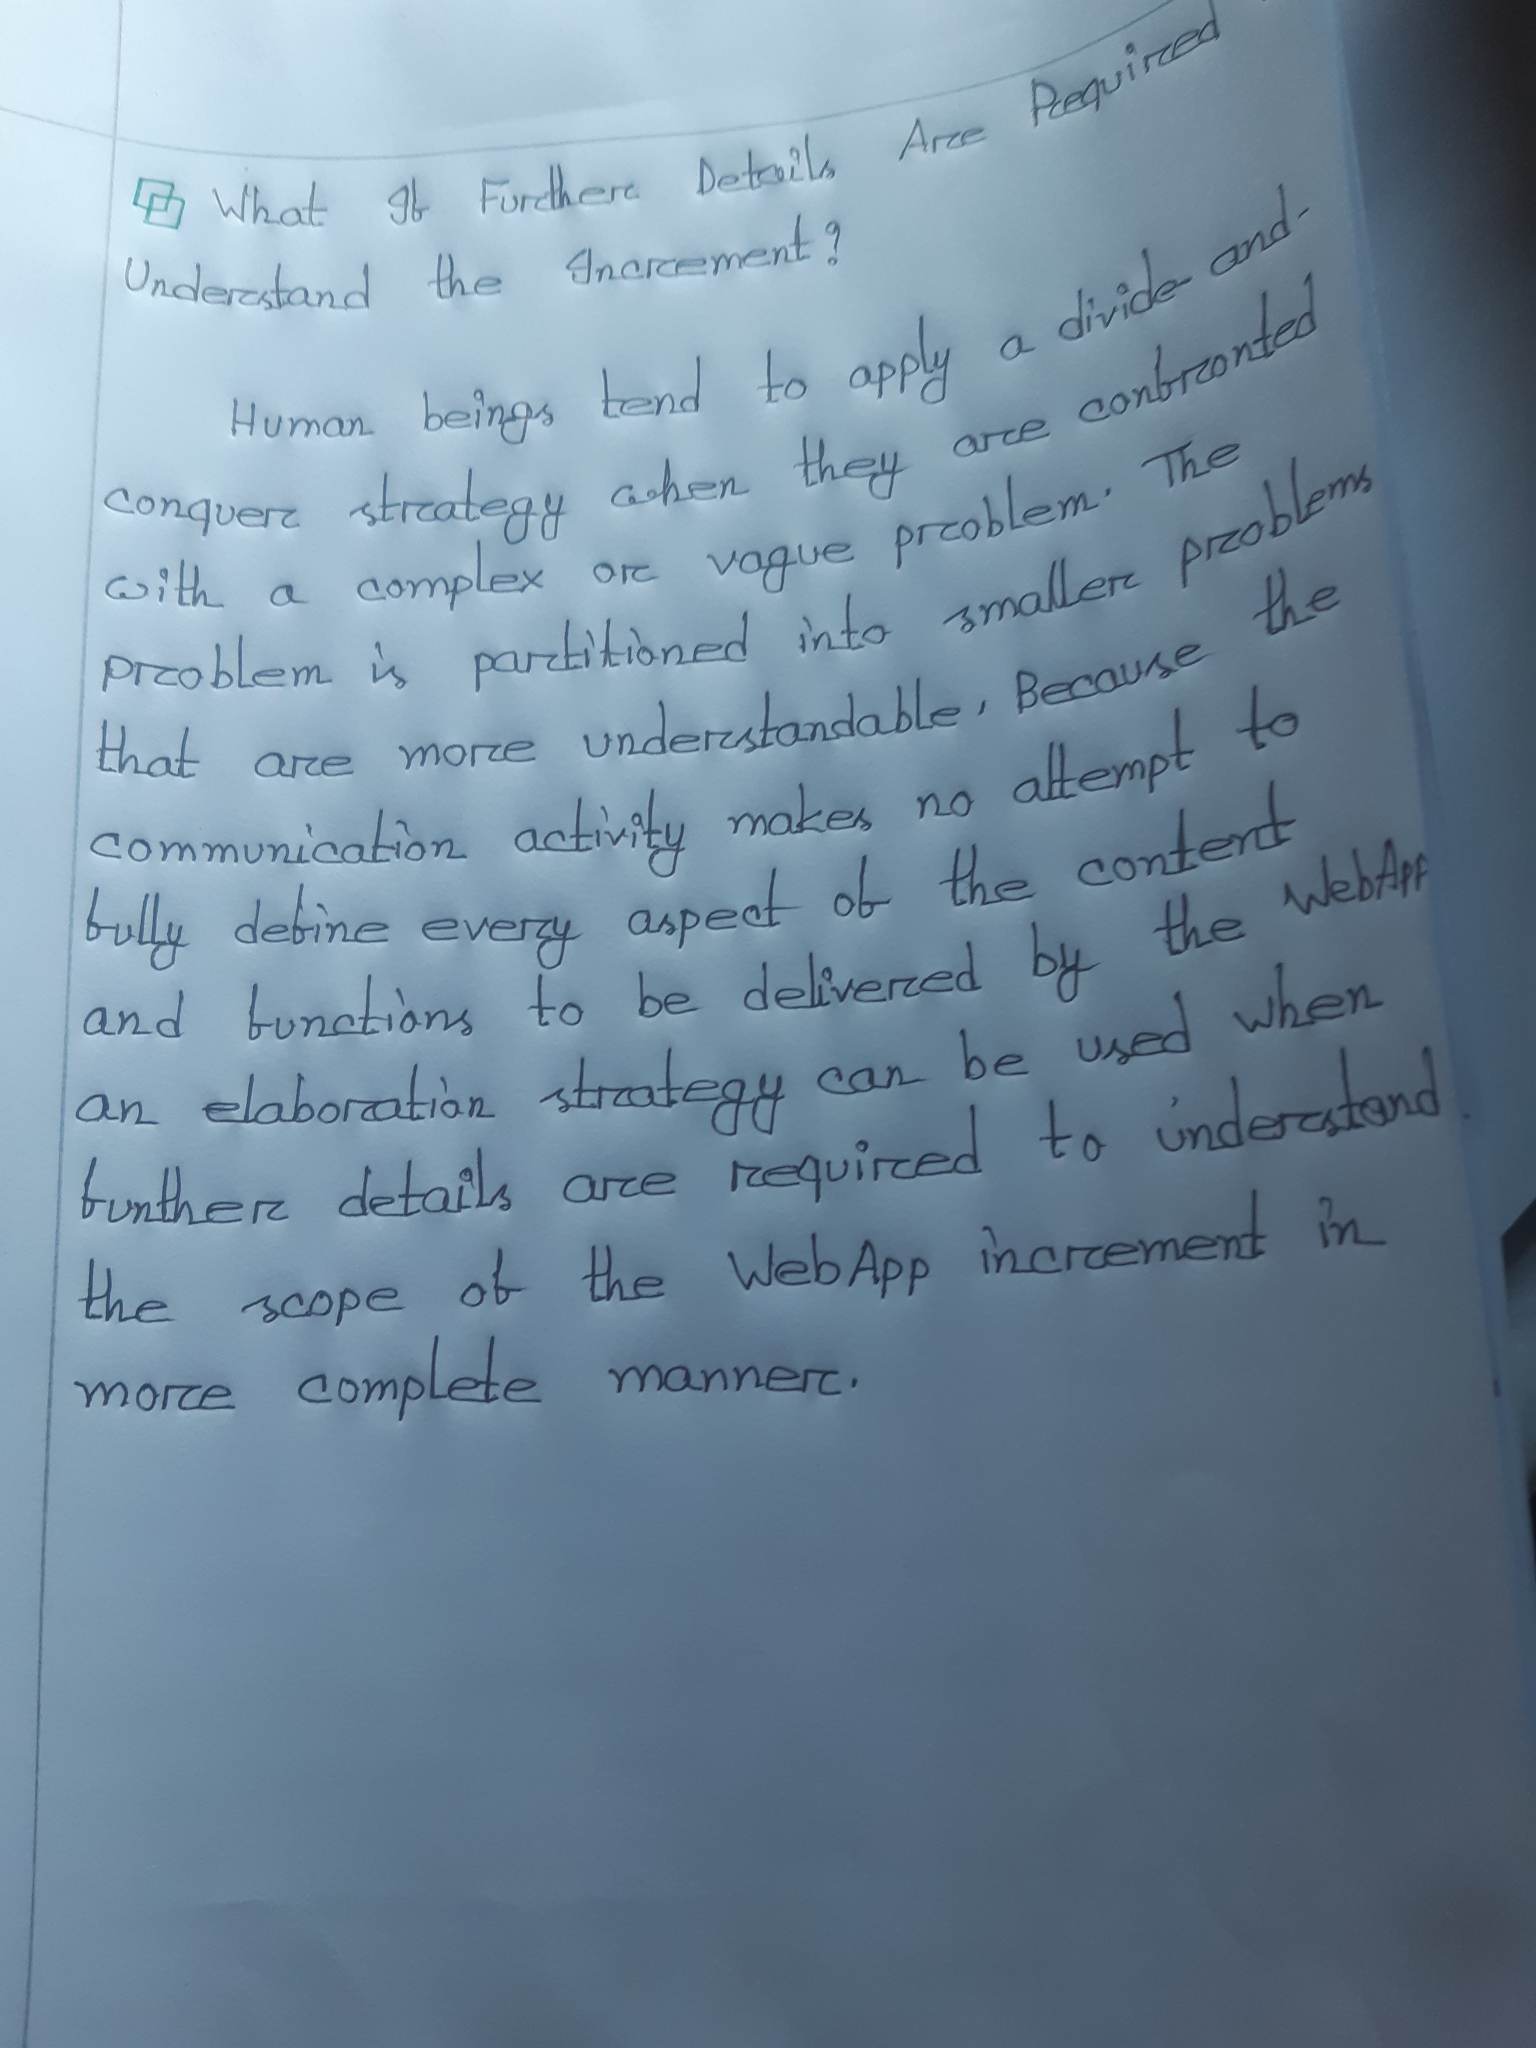 What If Further Details Are Required
Understand the Increment?
Human beings tend to apply a divide-and-
conquer strategy when they are confronted
with a complex or vague problem. The
problem is partitioned into smaller problems
that are more understandable. Because the
communication activity makes no attempt to
fully define every aspect of the content
and functions to be delivered by the WebApp
an elaboration strategy can be used when
further details are required to understand
the scope of the WebApp increment in
more complete manner.